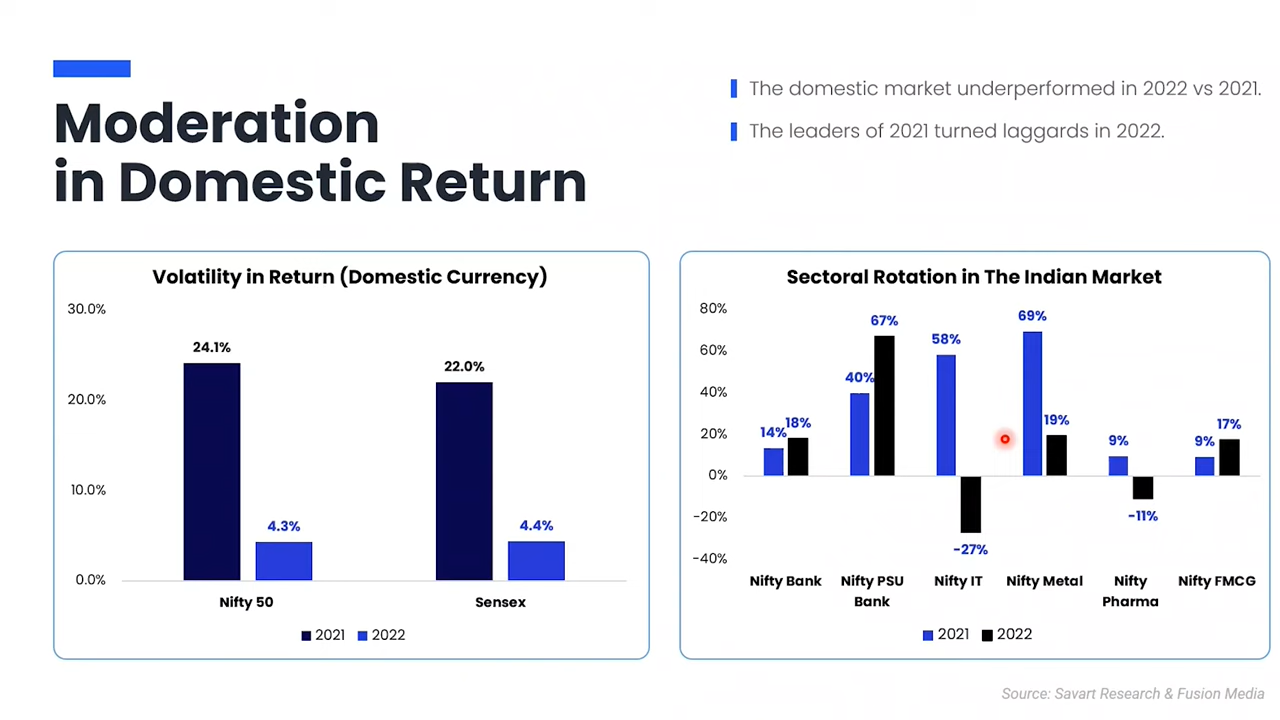 Moderation
in Domestic Return
The domestic market underperformed in 2022 vs 2021.
The leaders of 2021 turned laggards in 2022.
Volatility in Return (Domestic Currency)
30.0%
20.0%
10.0%
0.0%
24.1%
4.3%
22.0%
4.4%
Nifty 50
Sensex
2021
2022
Sectoral Rotation in The Indian Market
80%
60%
40%
20%
0%
-20%
-40%
14%
18%
40%
67%
58%
-27%
69%
19%
9%
-11%
9%
17%
Nifty Bank
Nifty PSU
Bank
Nifty IT
Nifty Metal
Nifty
Pharma
Nifty FMCG
2021
2022
Source: Savart Research & Fusion Media